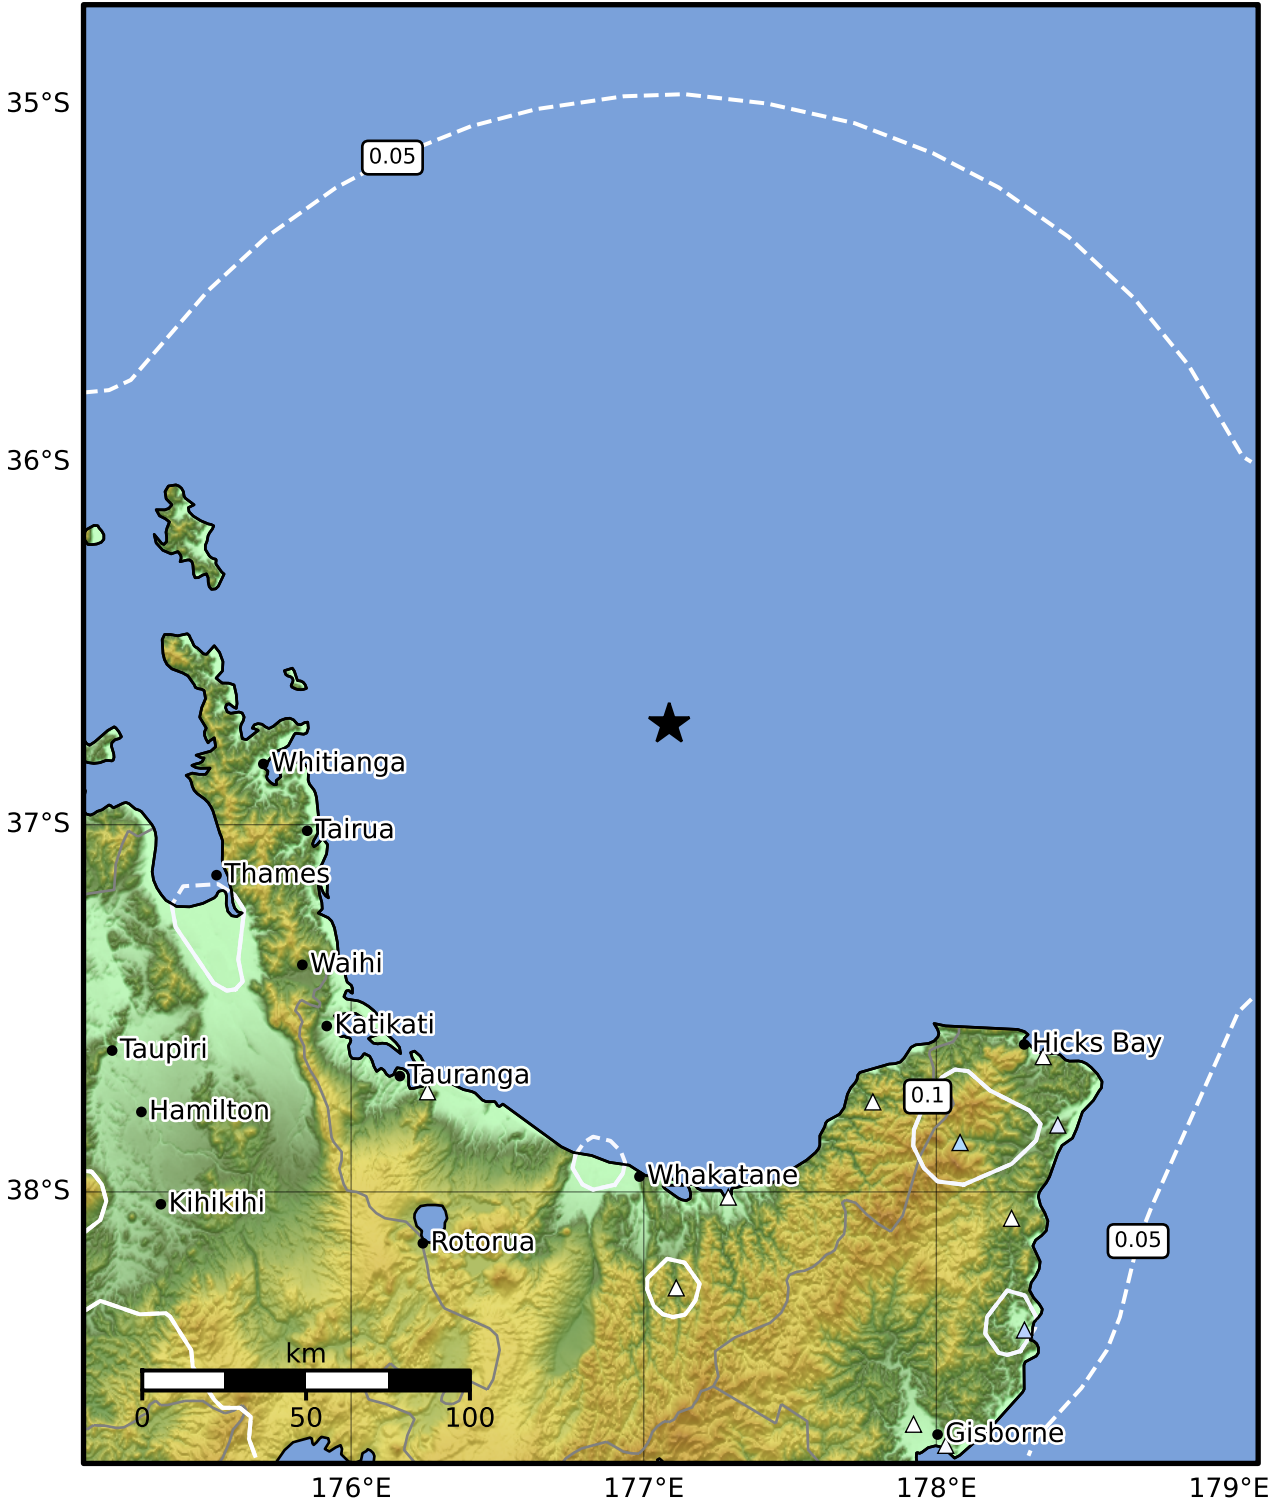 35°S
0.05
36°S
Whitianga
37°S
Tairua
Thames
Waihi
Katikati
Hicks Bay
Taupiri
Tauranga
0.1
Hamilton
Whakatane
38°S
Kihikihi
Rotorua
0.05
km
0 50 100
Gisborne
176°E 177°E 178°E 179°E